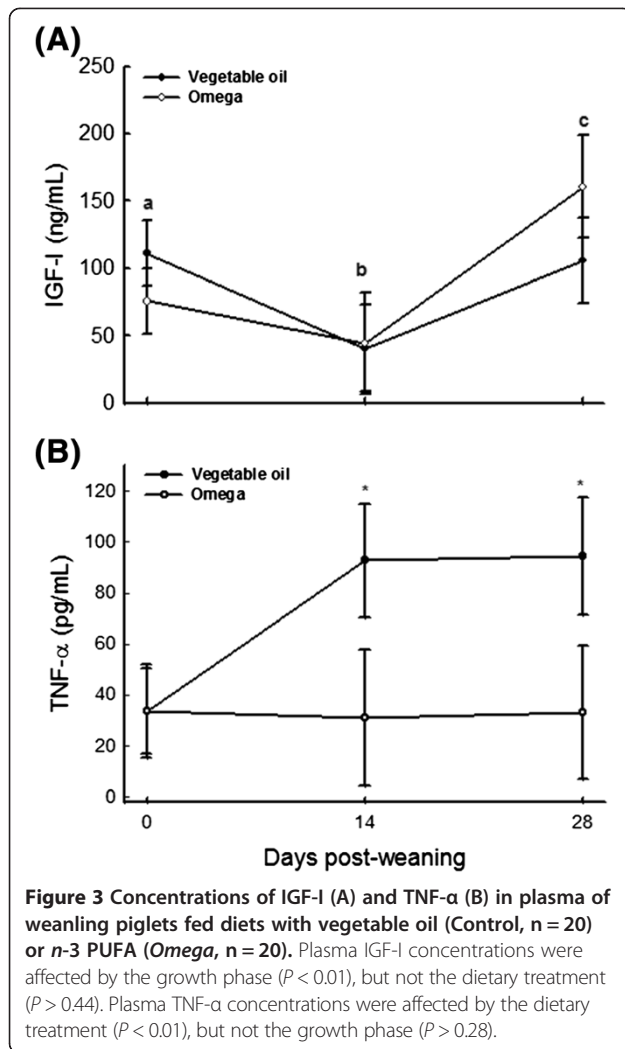 (A)
250
Vegetable oil
Omega
200
c
150
a
100
b
50
0
IGF-I (ng/mL)
(B)
Vegetable oil
Omega
120
*
*
100
80
60
40
20
0
TNF-α (pg/mL)
0
14
28
Days post-weaning
Figure 3 Concentrations of IGF-I (A) and TNF-α (B) in plasma of
weanling piglets fed diets with vegetable oil (Control, n = 20)
or n-3 PUFA (Omega, n = 20). Plasma IGF-I concentrations were
affected by the growth phase (P < 0.01), but not the dietary treatment
(P > 0.44). Plasma TNF-α concentrations were affected by the dietary
treatment (P < 0.01), but not the growth phase (P > 0.28).